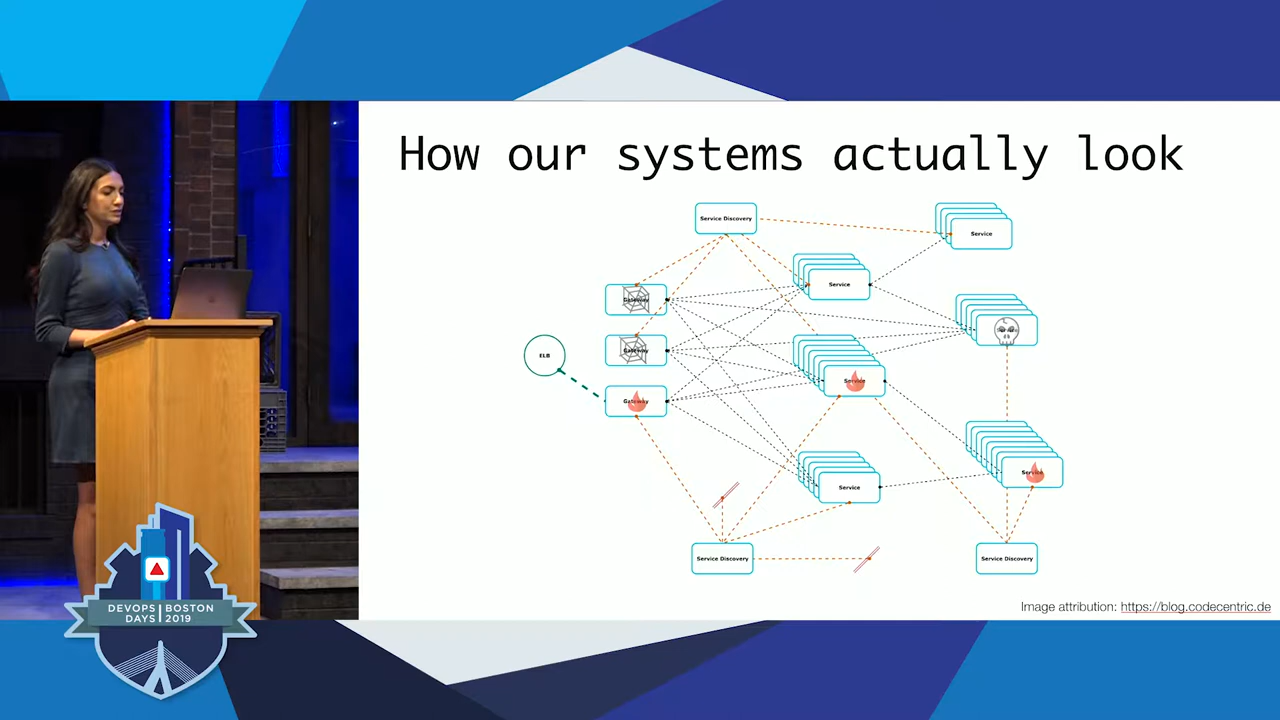 How our systems actually look
Service Discovery
Service
Service
Gateway
Gateway
ELB
Gateway
Service
Service
Service
Service Discovery
Service Discovery
Image attribution: https://blog.codecentric.de
DEVOPS BOSTON
DAYS 2019